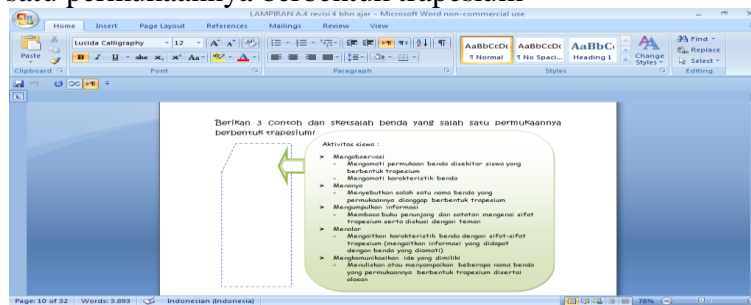 satu permukaannya berbentuk trapesium
LAMPIRAN A.4 revisi 4 bhn ajar - Microsoft Word non-commercial use
Home Insert Page Layout References Mailings Review View
Paste
Clipboard
Lucida Calligraphy 12
Font
Paragraph
AaBbCcDc AaBbCcDc AaBbC
¶ Normal ¶ No Spaci... Heading 1
Change Styles
Styles
Find
Replace
Select
Editing
Berikan 3 contoh dan sketsalah benda yang salah satu permukaannya
berbentuk trapesium!
Aktivitas siswa :
➤ Mengobservasi
- Mengamati permukaan benda disekitar siswa yang
berbentuk trapesium
- Mengamati karakteristik benda
➤ Menanya
- Menyebutkan salah satu nama benda yang
permukaannya dianggap berbentuk trapesium
➤ Mengumpulkan informasi
- Membaca buku penunjang dan catatan mengenai sifat
trapesium serta diskusi dengan teman
➤ Menalar
- Mengaitkan karakteristik benda dengan sifat-sifat
trapesium (mengaitkan informasi yang didapat
dengan benda yang diamati)
➤ Mengkomunikasikan ide yang dimiliki
- Menuliskan atau menyampaikan beberapa nama benda
yang permukaannya berbentuk trapesium disertai
alasan
Page: 10 of 32 Words: 3.893 Indonesian (Indonesia) 78%